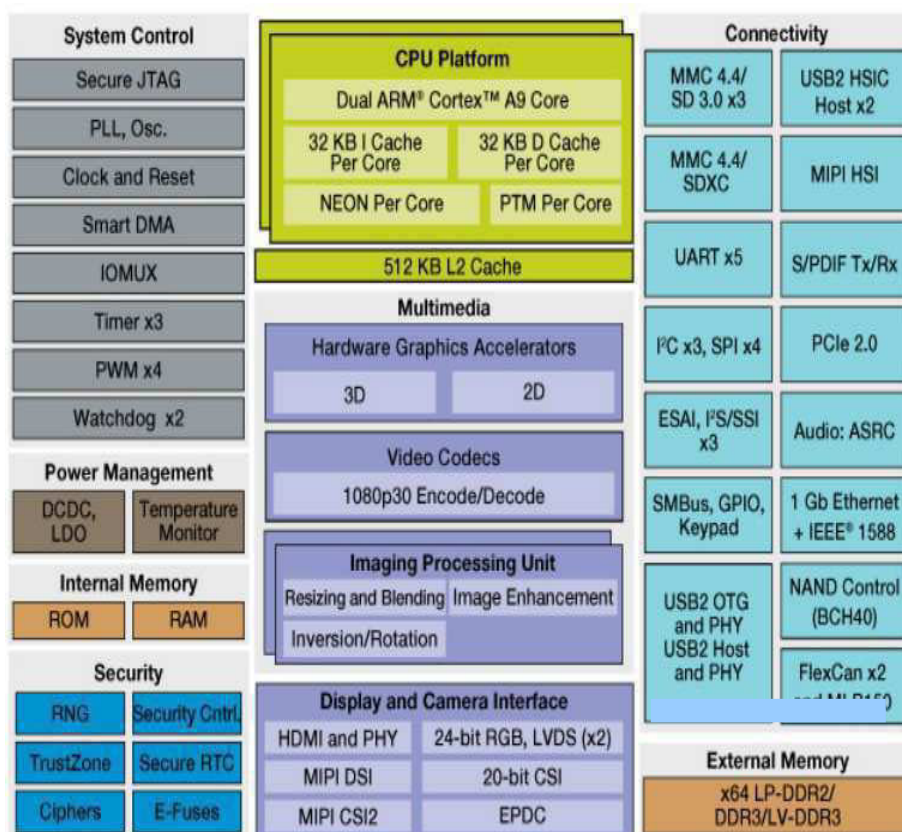 System Control
Secure JTAG
PLL, Osc.
Clock and Reset
Smart DMA
IOMUX
Timer x3
PWM x4
Watchdog x2
Power Management
DCDC,
LDO
Temperature
Monitor
Internal Memory
ROM
RAM
Security
RNG
Security Cntrl.
TrustZone
Secure RTC
Ciphers
E-Fuses
CPU Platform
Dual ARM® Cortex™ A9 Core
32 KB I Cache
Per Core
32 KB D Cache
Per Core
NEON Per Core
PTM Per Core
512 KB L2 Cache
Multimedia
Hardware Graphics Accelerators
3D
2D
Video Codecs
1080p30 Encode/Decode
Imaging Processing Unit
Resizing and Blending
Image Enhancement
Inversion/Rotation
Display and Camera Interface
HDMI and PHY
24-bit RGB, LVDS (x2)
MIPI DSI
20-bit CSI
MIPI CSI2
EPDC
Connectivity
MMC 4.4/
SD 3.0 x3
USB2 HSIC
Host x2
MMC 4.4/
SDXC
MIPI HSI
UART x5
S/PDIF Tx/Rx
I²C x3, SPI x4
PCIe 2.0
ESAI, I²S/SSI
x3
Audio: ASRC
SMBus, GPIO,
Keypad
1 Gb Ethernet
+ IEEE® 1588
USB2 OTG
and PHY
USB2 Host
and PHY
NAND Control
(BCH40)
FlexCan x2
External Memory
x64 LP-DDR2/
DDR3/LV-DDR3